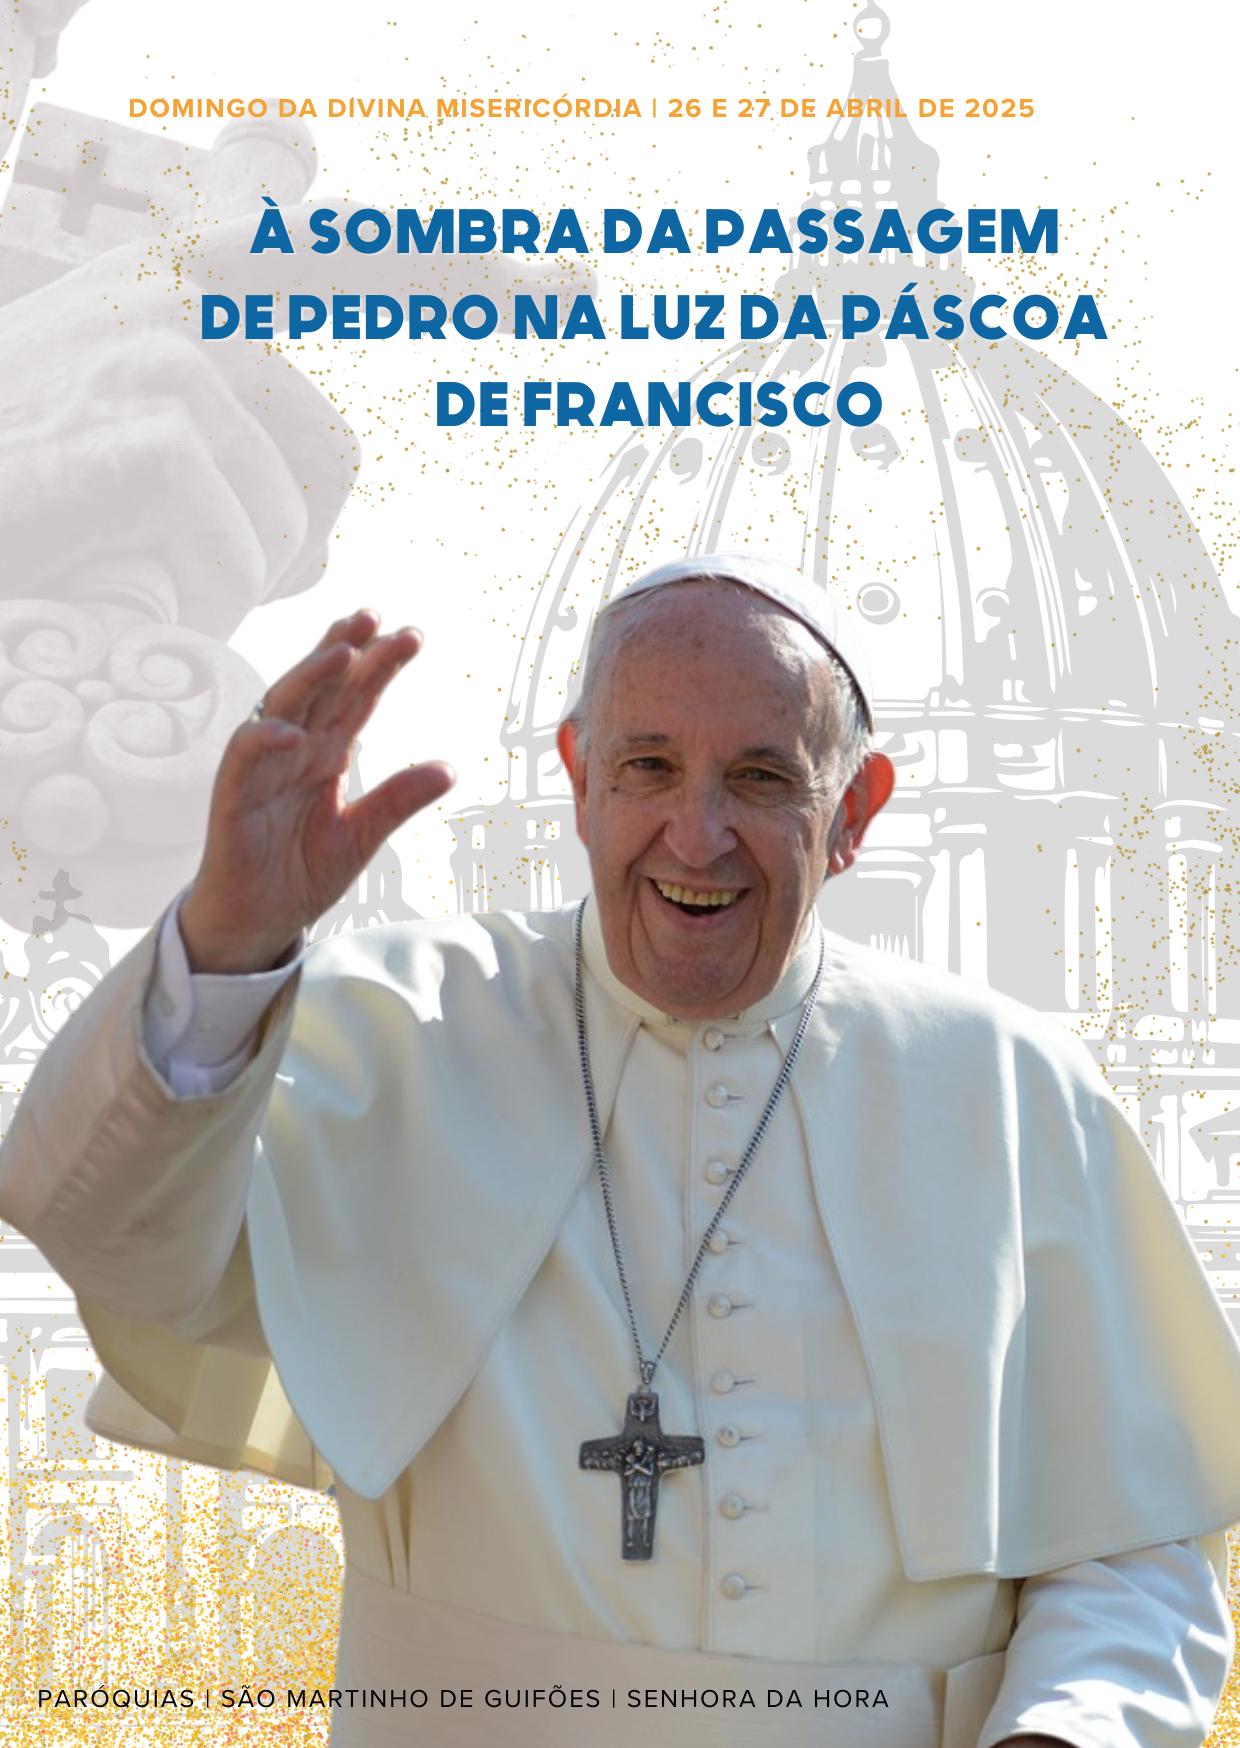 DOMINGO DA DIVINA MISERICÓRDIA | 26 E 27 DE ABRIL DE 2025
À SOMBRA DA PASSAGEM
DE PEDRO NA LUZ DA PÁSCOA
DE FRANCISCO
PARÓQUIAS | SÃO MARTINHO DE GUIFÕES | SENHORA DA HORA